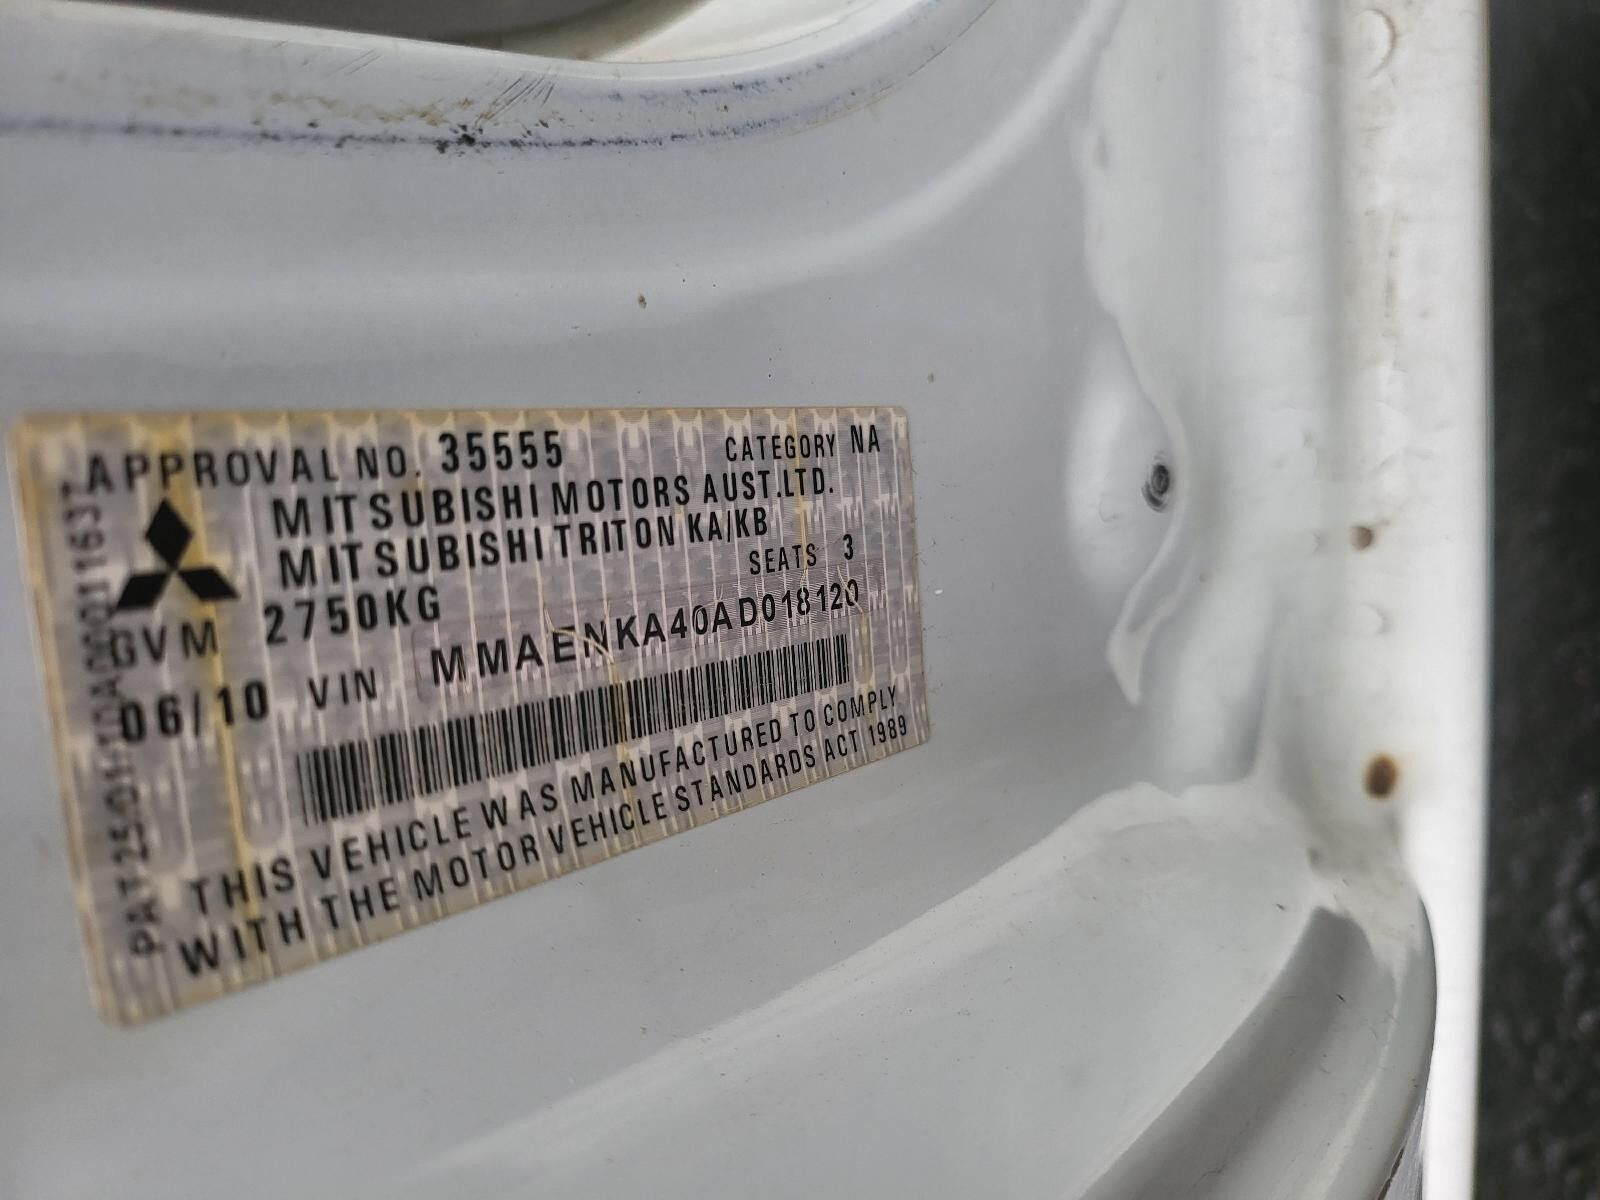 APPROVAL NO. 35555 CATEGORY NA
MITSUBISHI MOTORS AUST.LTD.
MITSUBISHI TRITON KA/KB
SEATS 3
GVM 2750KG
06/10 VIN MMAENKA40AD018120
THIS VEHICLE WAS MANUFACTURED TO COMPLY
WITH THE MOTOR VEHICLE STANDARDS ACT 1989